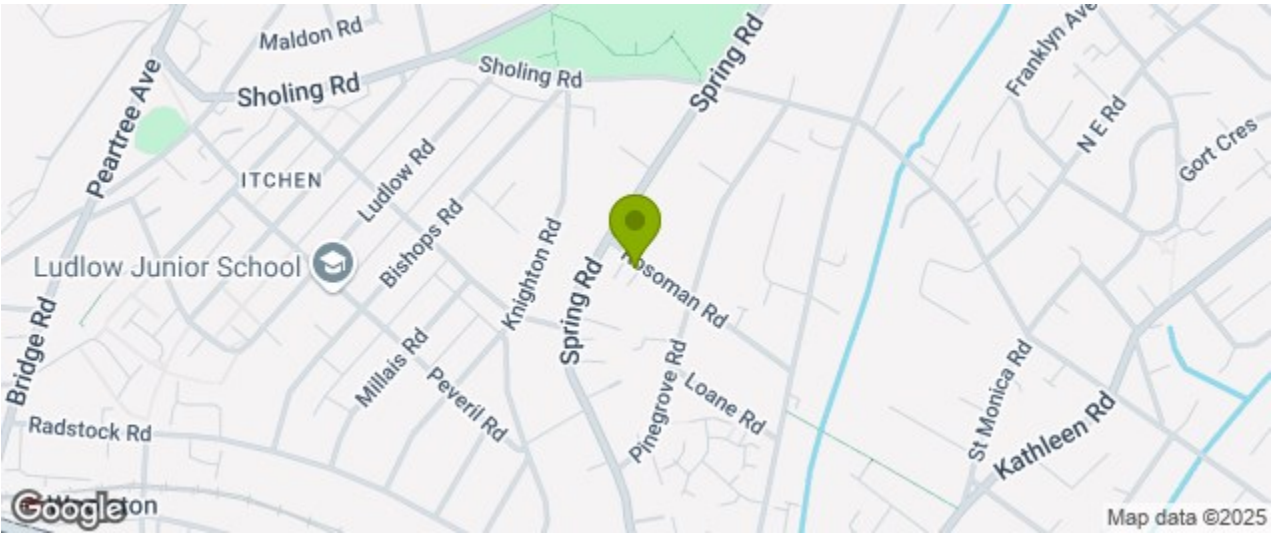 Maldon Rd
Sholing Rd
Peartree Ave
Sholing Rd
Spring Rd
Franklyn Ave
N E Rd
Gort Cres
ITCHEN
Ludlow Rd
Bishops Rd
Ludlow Junior School
Knighton Rd
Spring Rd
Rosoman Rd
Bridge Rd
Millais Rd
Peveril Rd
Pinegrove Rd
Loane Rd
St Monica Rd
Kathleen Rd
Radstock Rd
Google
Map data ©2025